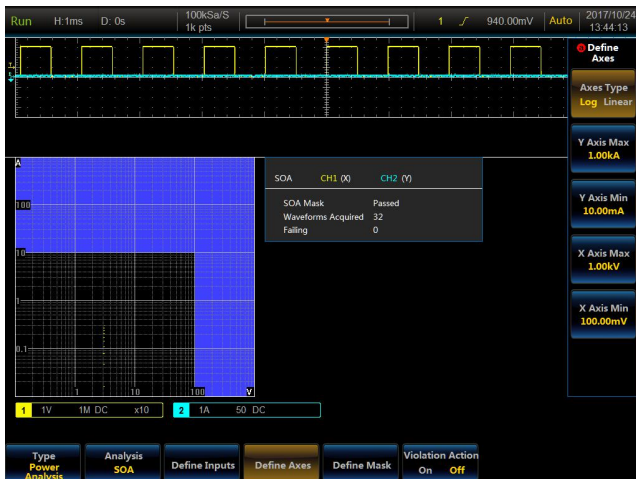 Run H:1ms D: 0s 100kSa/S 1k pts 1 940.00mV Auto 2017/10/24 13:44:13
Define
Axes
Axes Type
Log Linear
Y Axis Max
1.00kA
Y Axis Min
10.00mA
X Axis Max
1.00kV
X Axis Min
100.00mV
SOA CH1 (X) CH2 (Y)
SOA Mask Passed
Waveforms Acquired 32
Failing 0
A
100
10
1
0.1
1 10 100 V
1 1V 1M DC x10 2 1A 50 DC
Type
Power
Analysis
Analysis
SOA
Define Inputs
Define Axes
Define Mask
Violation Action
On Off